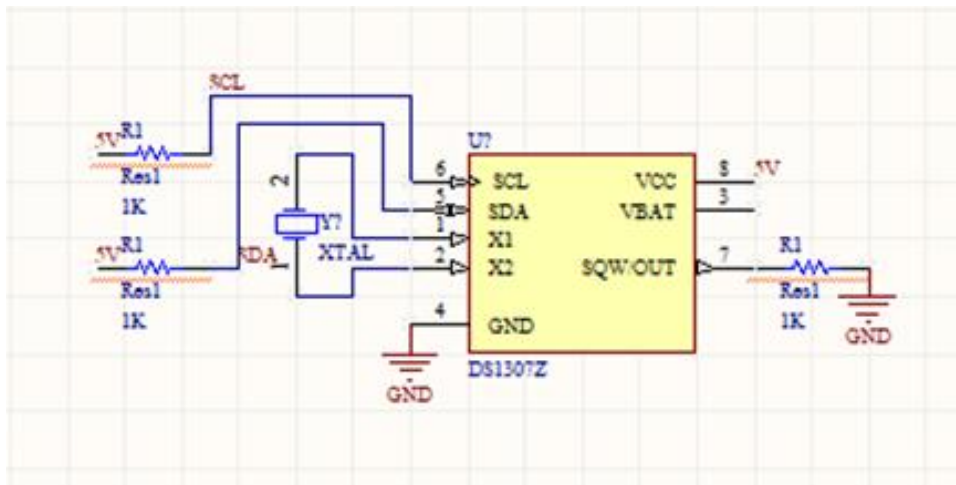 SCL
5V R1
Res1
1K
5V R1
Res1
1K
SDA
2
Y?
XTAL
1
U?
6 SCL
5 SDA
1 X1
2 X2
4 GND
VCC 8 5V
VBAT 3
SQW/OUT 7
R1
Res1
1K
GND
GND
DS1307Z